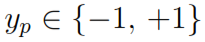 y_p ∈ {−1, +1}